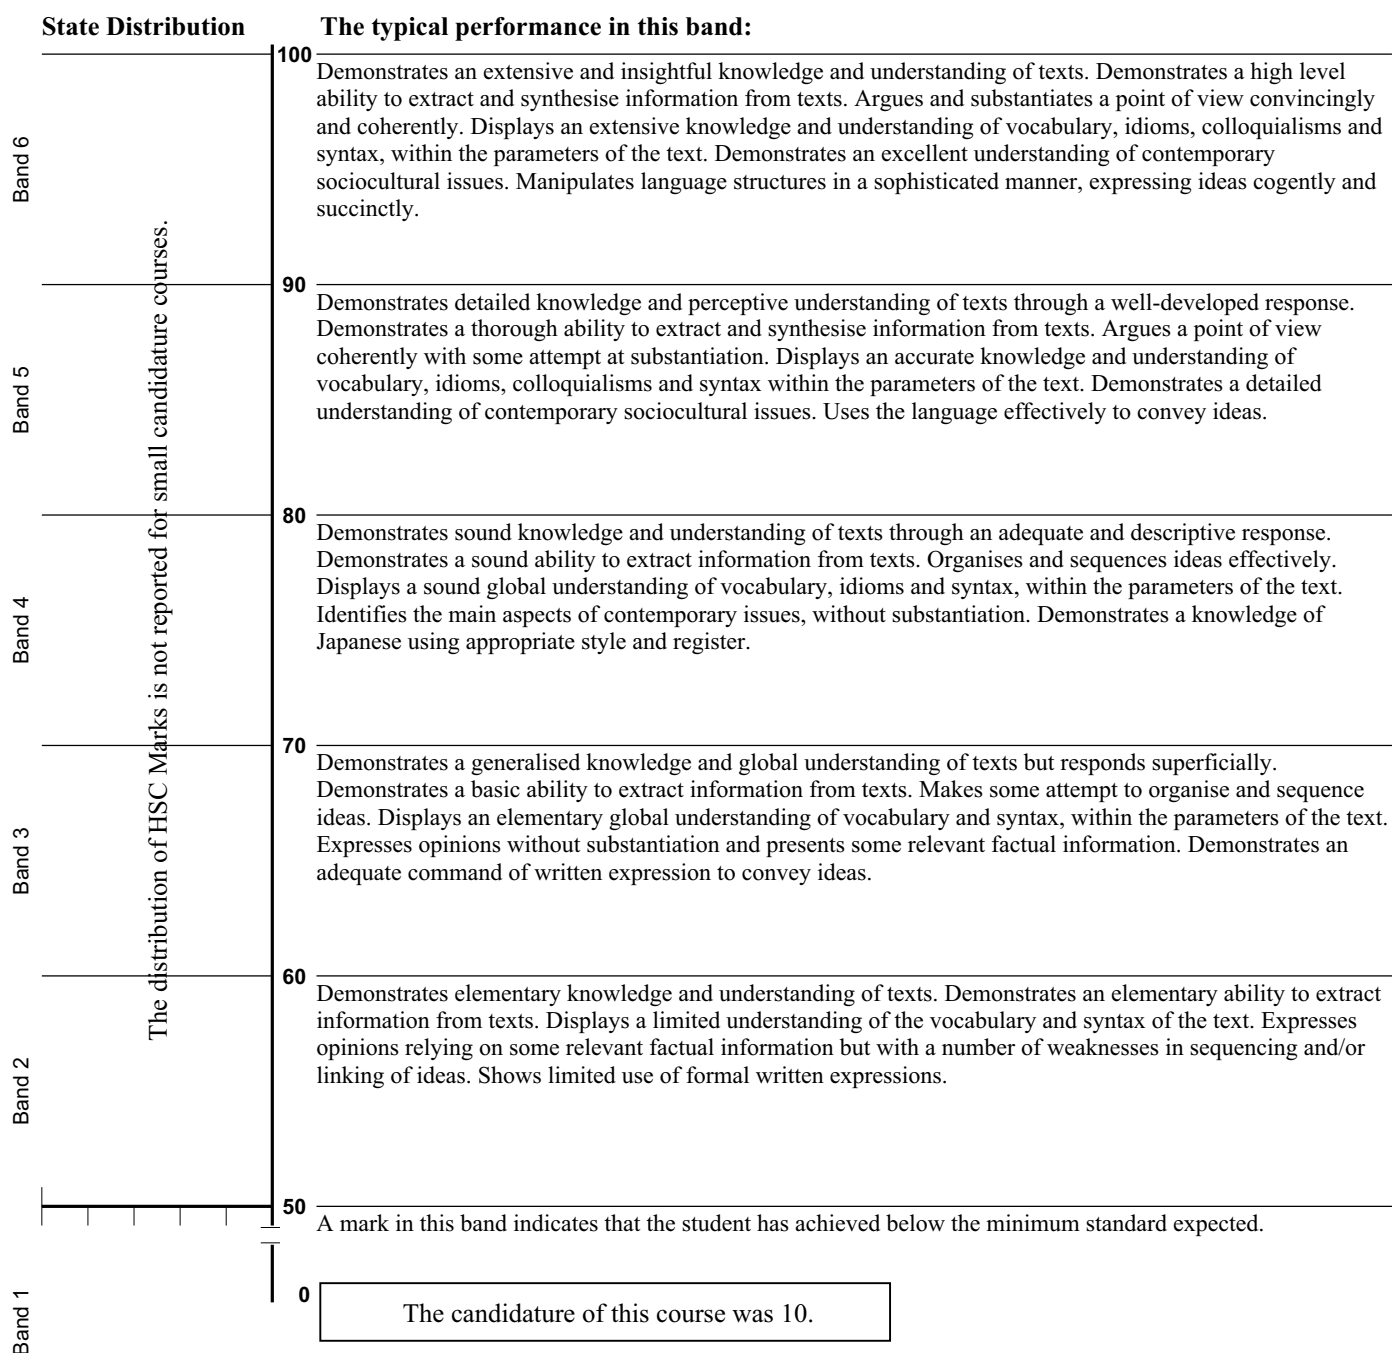 State Distribution
The typical performance in this band:
100
Demonstrates an extensive and insightful knowledge and understanding of texts. Demonstrates a high level
ability to extract and synthesise information from texts. Argues and substantiates a point of view convincingly
and coherently. Displays an extensive knowledge and understanding of vocabulary, idioms, colloquialisms and
syntax, within the parameters of the text. Demonstrates an excellent understanding of contemporary
sociocultural issues. Manipulates language structures in a sophisticated manner, expressing ideas cogently and
succinctly.
Band 6
90
Demonstrates detailed knowledge and perceptive understanding of texts through a well-developed response.
Demonstrates a thorough ability to extract and synthesise information from texts. Argues a point of view
coherently with some attempt at substantiation. Displays an accurate knowledge and understanding of
vocabulary, idioms, colloquialisms and syntax within the parameters of the text. Demonstrates a detailed
understanding of contemporary sociocultural issues. Uses the language effectively to convey ideas.
Band 5
80
Demonstrates sound knowledge and understanding of texts through an adequate and descriptive response.
Demonstrates a sound ability to extract information from texts. Organises and sequences ideas effectively.
Displays a sound global understanding of vocabulary, idioms and syntax, within the parameters of the text.
Identifies the main aspects of contemporary issues, without substantiation. Demonstrates a knowledge of
Japanese using appropriate style and register.
Band 4
The distribution of HSC Marks is not reported for small candidature courses.
70
Demonstrates a generalised knowledge and global understanding of texts but responds superficially.
Demonstrates a basic ability to extract information from texts. Makes some attempt to organise and sequence
ideas. Displays an elementary global understanding of vocabulary and syntax, within the parameters of the text.
Expresses opinions without substantiation and presents some relevant factual information. Demonstrates an
adequate command of written expression to convey ideas.
Band 3
60
Demonstrates elementary knowledge and understanding of texts. Demonstrates an elementary ability to extract
information from texts. Displays a limited understanding of the vocabulary and syntax of the text. Expresses
opinions relying on some relevant factual information but with a number of weaknesses in sequencing and/or
linking of ideas. Shows limited use of formal written expressions.
Band 2
50
A mark in this band indicates that the student has achieved below the minimum standard expected.
0
Band 1
The candidature of this course was 10.